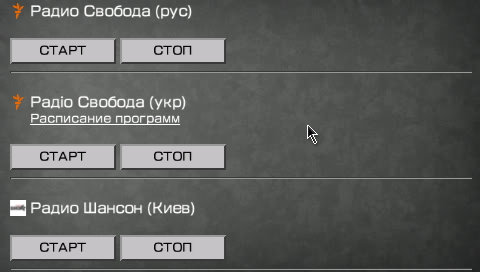 Радио Свобода (рус)
СТАРТ СТОП
Радіо Свобода (укр)
Расписание программ
СТАРТ СТОП
Радио Шансон (Киев)
СТАРТ СТОП